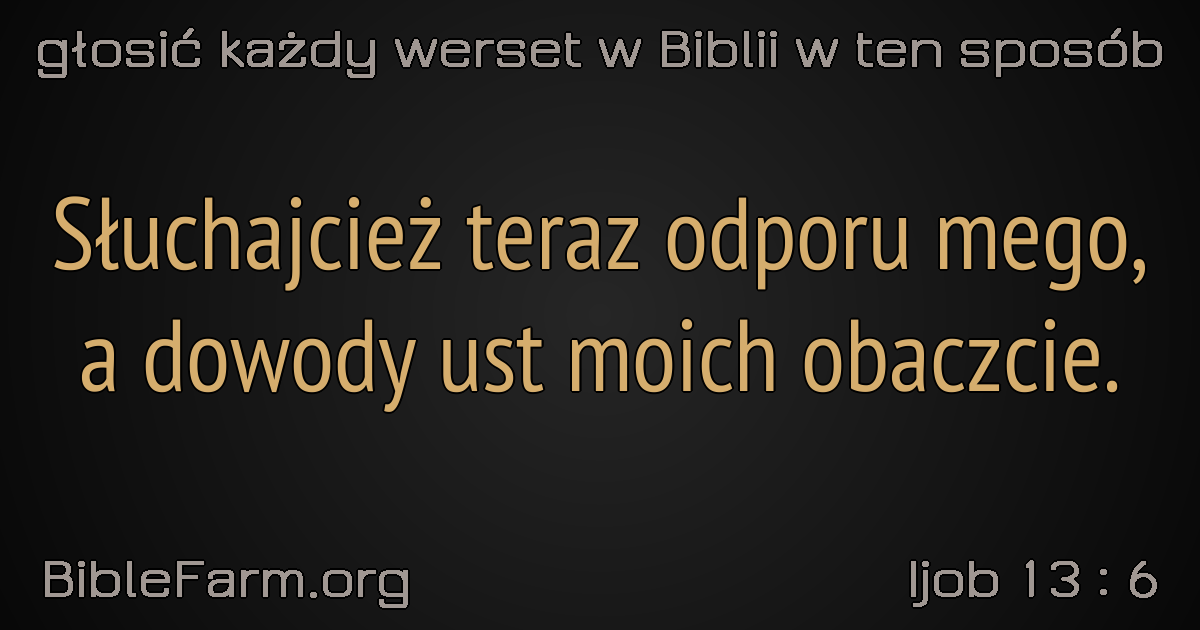 głosić każdy werset w Biblii w ten sposób
Słuchajcież teraz odporu mego,
a dowody ust moich obaczcie.
BibleFarm.org
Ijob 13 : 6